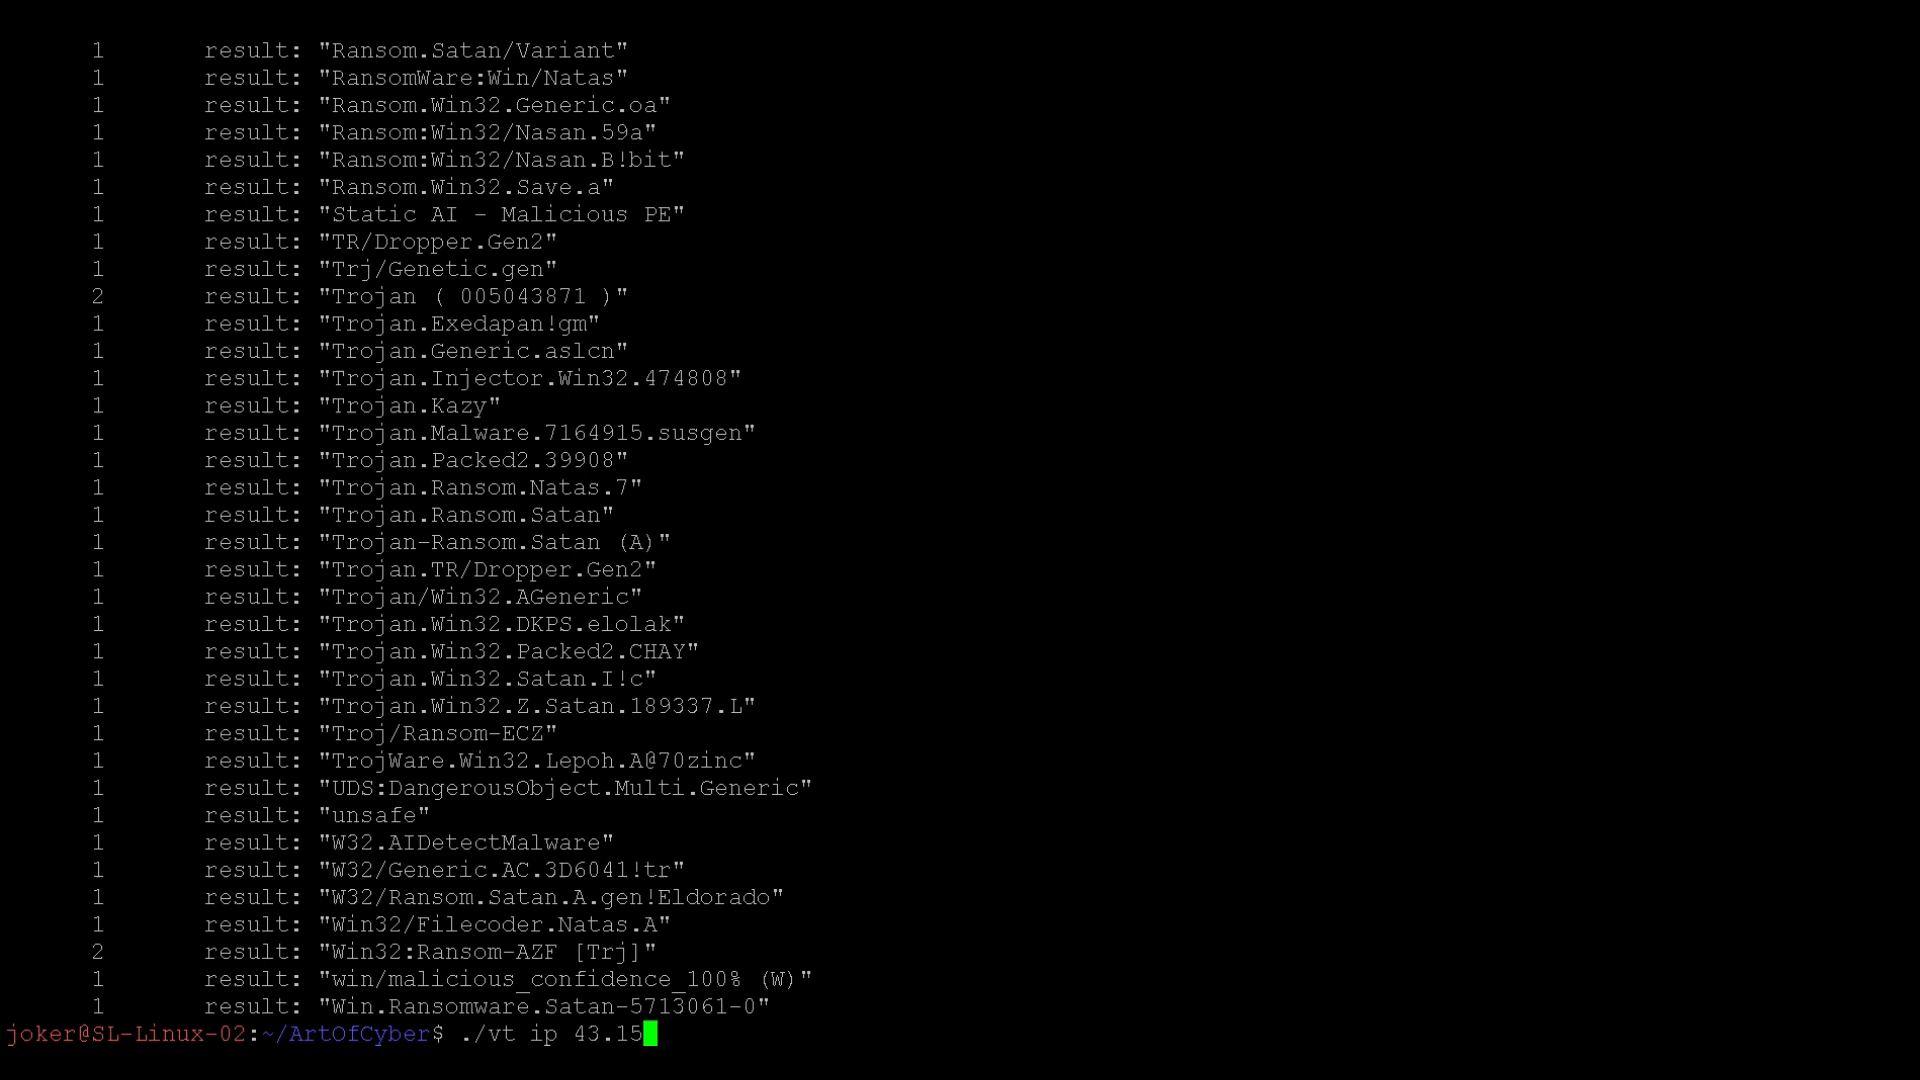 1 result: "Ransom.Satan/Variant"
1 result: "RansomWare:Win/Natas"
1 result: "Ransom.Win32.Generic.oa"
1 result: "Ransom:Win32/Nasan.59a"
1 result: "Ransom:Win32/Nasan.B!bit"
1 result: "Ransom.Win32.Save.a"
1 result: "Static AI - Malicious PE"
1 result: "TR/Dropper.Gen2"
1 result: "Trj/Genetic.gen"
2 result: "Trojan ( 005043871 )"
1 result: "Trojan.Exedapan!gm"
1 result: "Trojan.Generic.aslcn"
1 result: "Trojan.Injector.Win32.474808"
1 result: "Trojan.Kazy"
1 result: "Trojan.Malware.7164915.susgen"
1 result: "Trojan.Packed2.39908"
1 result: "Trojan.Ransom.Natas.7"
1 result: "Trojan.Ransom.Satan"
1 result: "Trojan-Ransom.Satan (A)"
1 result: "Trojan.TR/Dropper.Gen2"
1 result: "Trojan/Win32.AGeneric"
1 result: "Trojan.Win32.DKPS.elolak"
1 result: "Trojan.Win32.Packed2.CHAY"
1 result: "Trojan.Win32.Satan.I!c"
1 result: "Trojan.Win32.Z.Satan.189337.L"
1 result: "Troj/Ransom-ECZ"
1 result: "TrojWare.Win32.Lepoh.A@70zinc"
1 result: "UDS:DangerousObject.Multi.Generic"
1 result: "unsafe"
1 result: "W32.AIDetectMalware"
1 result: "W32/Generic.AC.3D6041!tr"
1 result: "W32/Ransom.Satan.A.gen!Eldorado"
1 result: "Win32/Filecoder.Natas.A"
2 result: "Win32:Ransom-AZF [Trj]"
1 result: "win/malicious_confidence_100% (W)"
1 result: "Win.Ransomware.Satan-5713061-0"
joker@SL-Linux-02:~/ArtOfCyber$ ./vt ip 43.15